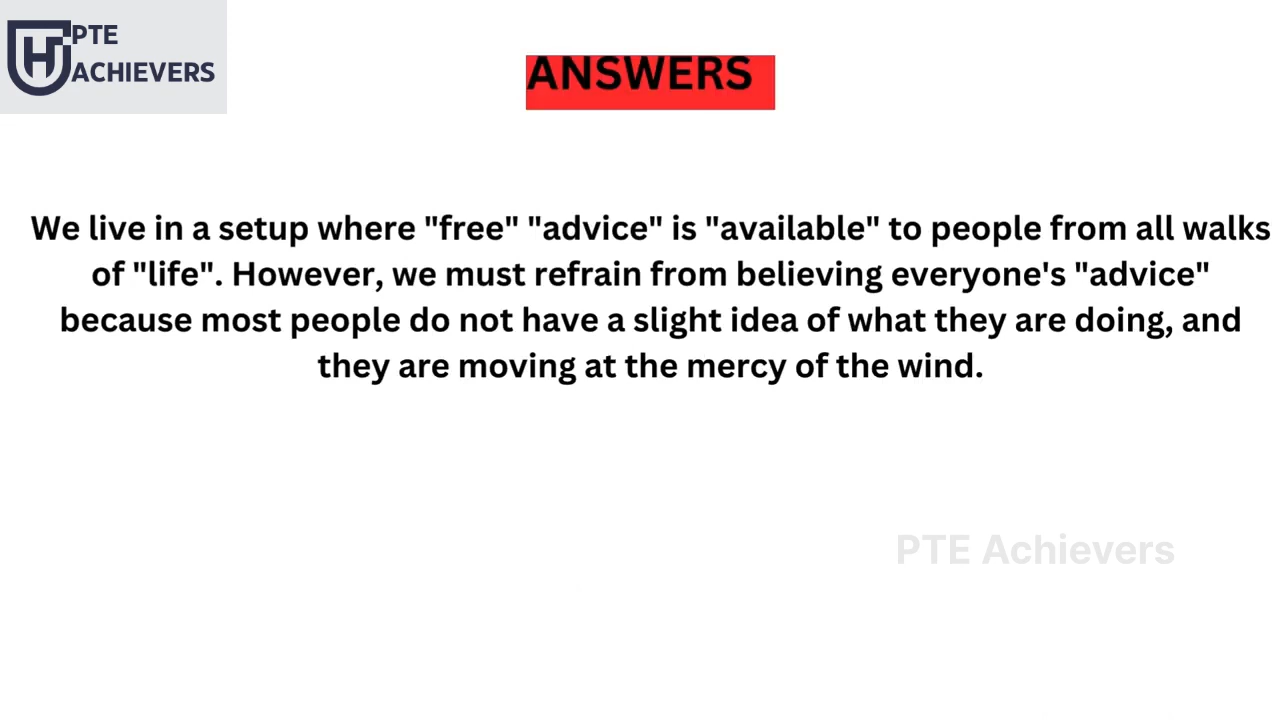 PTE
ACHIEVERS
ANSWERS
We live in a setup where "free" "advice" is "available" to people from all walks
of "life". However, we must refrain from believing everyone's "advice"
because most people do not have a slight idea of what they are doing, and
they are moving at the mercy of the wind.
PTE Achievers